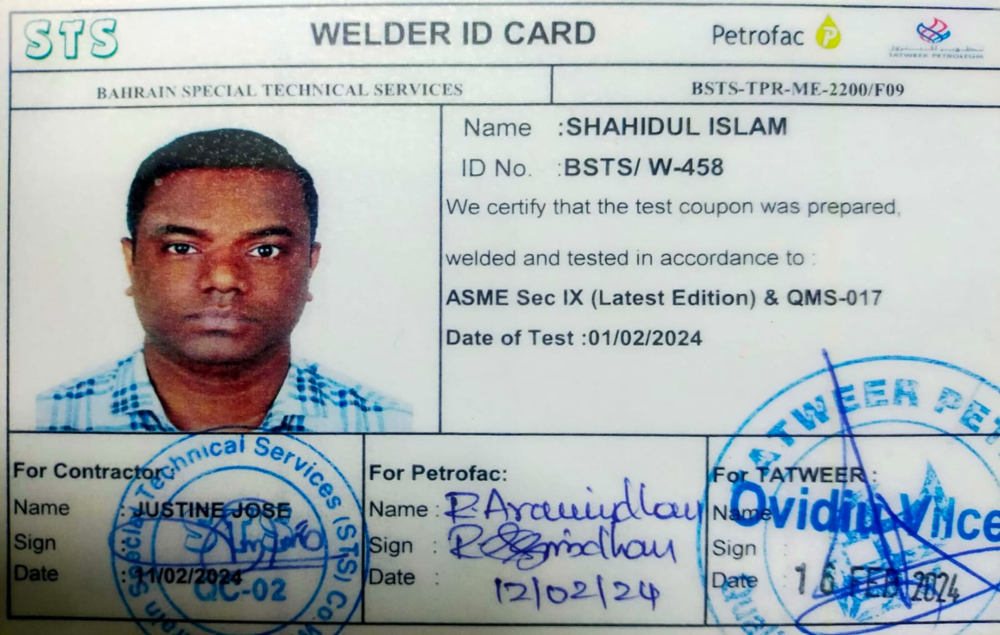 STS
WELDER ID CARD
Petrofac
P
تطوير للبترول
TATWEER PETROLEUM
BAHRAIN SPECIAL TECHNICAL SERVICES
BSTS-TPR-ME-2200/F09
Name :SHAHIDUL ISLAM
ID No. :BSTS/ W-458
We certify that the test coupon was prepared,
welded and tested in accordance to :
ASME Sec IX (Latest Edition) & QMS-017
Date of Test :01/02/2024
For Contractor:
Name : JUSTINE JOSE
Sign :
Date : 11/02/2024
Special Technical Services (STS) Co.
QC-02
For Petrofac:
Name : R. Aravindhan
Sign :
Date : 12/02/24
TATWEER PET
For TATWEER :
Name Ovidiu Vilce
Sign :
Date : 16 FEB 2024